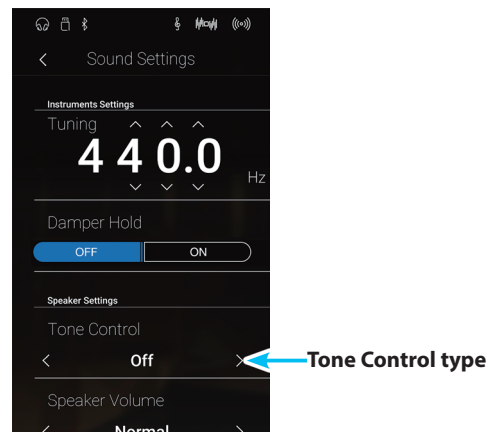 Sound Settings
Instruments Settings
Tuning
440.0
Hz
Damper Hold
OFF ON
Speaker Settings
Tone Control
Off
Tone Control type
Speaker Volume
Normal